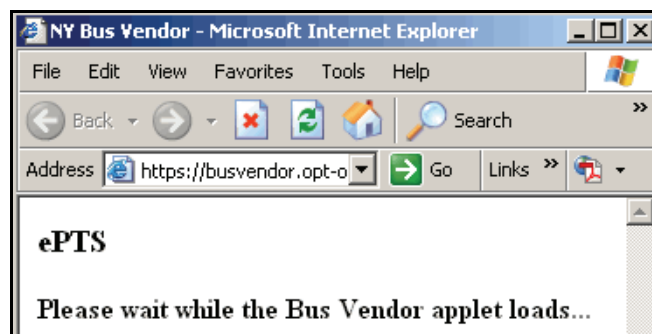 NY Bus Vendor - Microsoft Internet Explorer
File Edit View Favorites Tools Help
Back Search »
Address https://busvendor.opt-o Go Links »
ePTS
Please wait while the Bus Vendor applet loads...